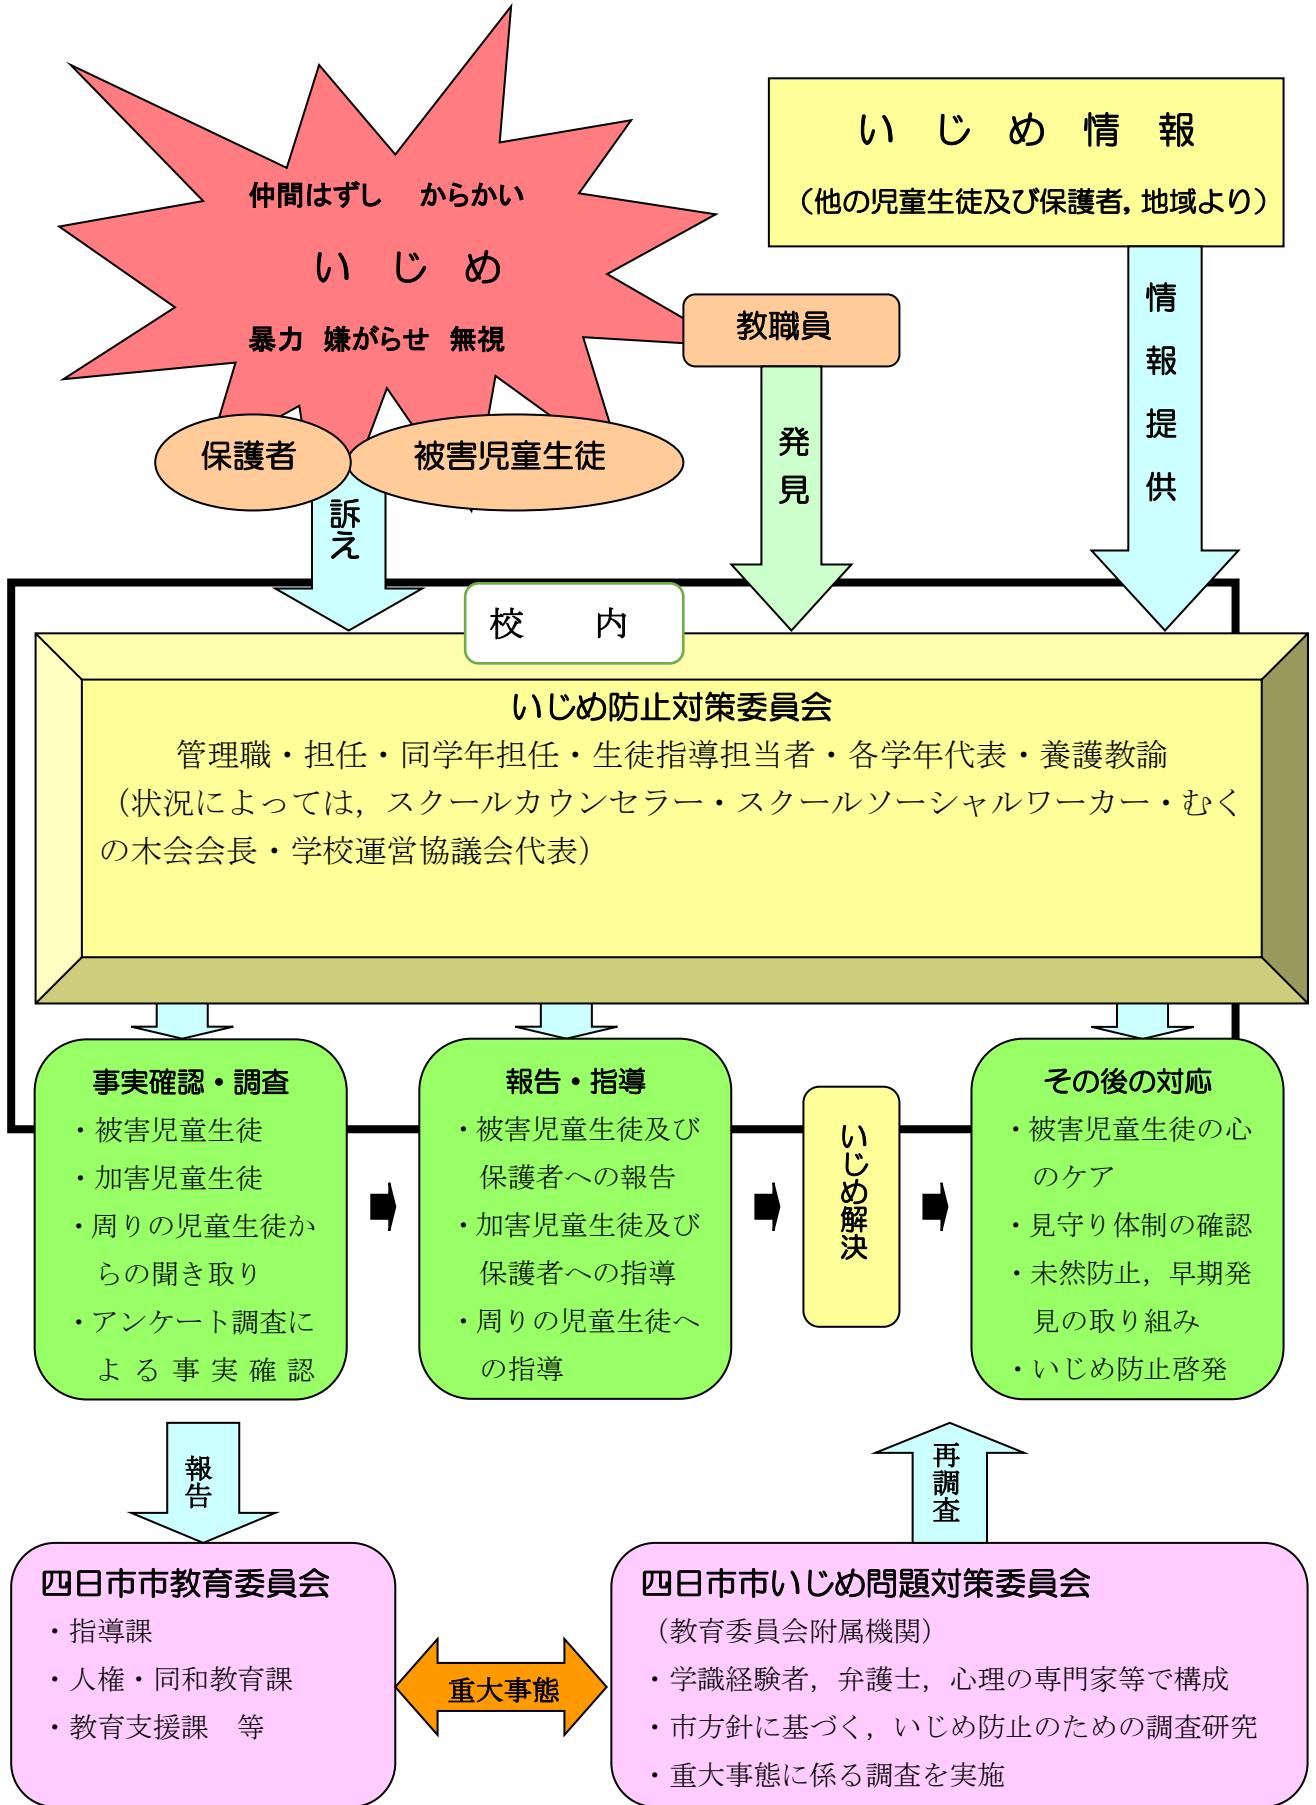 仲間はずし　からかい
い　じ　め
暴力　嫌がらせ　無視
い　じ　め　情　報
（他の児童生徒及び保護者，地域より）
教職員
保護者
被害児童生徒
訴え
発見
情報提供
校　　内
いじめ防止対策委員会
管理職・担任・同学年担任・生徒指導担当者・各学年代表・養護教諭
（状況によっては，スクールカウンセラー・スクールソーシャルワーカー・むく
の木会会長・学校運営協議会代表）
事実確認・調査
・被害児童生徒
・加害児童生徒
・周りの児童生徒か
らの聞き取り
・アンケート調査に
よる事実確認
報告・指導
・被害児童生徒及び
保護者への報告
・加害児童生徒及び
保護者への指導
・周りの児童生徒へ
の指導
いじめ解決
その後の対応
・被害児童生徒の心
のケア
・見守り体制の確認
・未然防止，早期発
見の取り組み
・いじめ防止啓発
報告
再調査
四日市市教育委員会
・指導課
・人権・同和教育課
・教育支援課　等
重大事態
四日市市いじめ問題対策委員会
（教育委員会附属機関）
・学識経験者，弁護士，心理の専門家等で構成
・市方針に基づく，いじめ防止のための調査研究
・重大事態に係る調査を実施